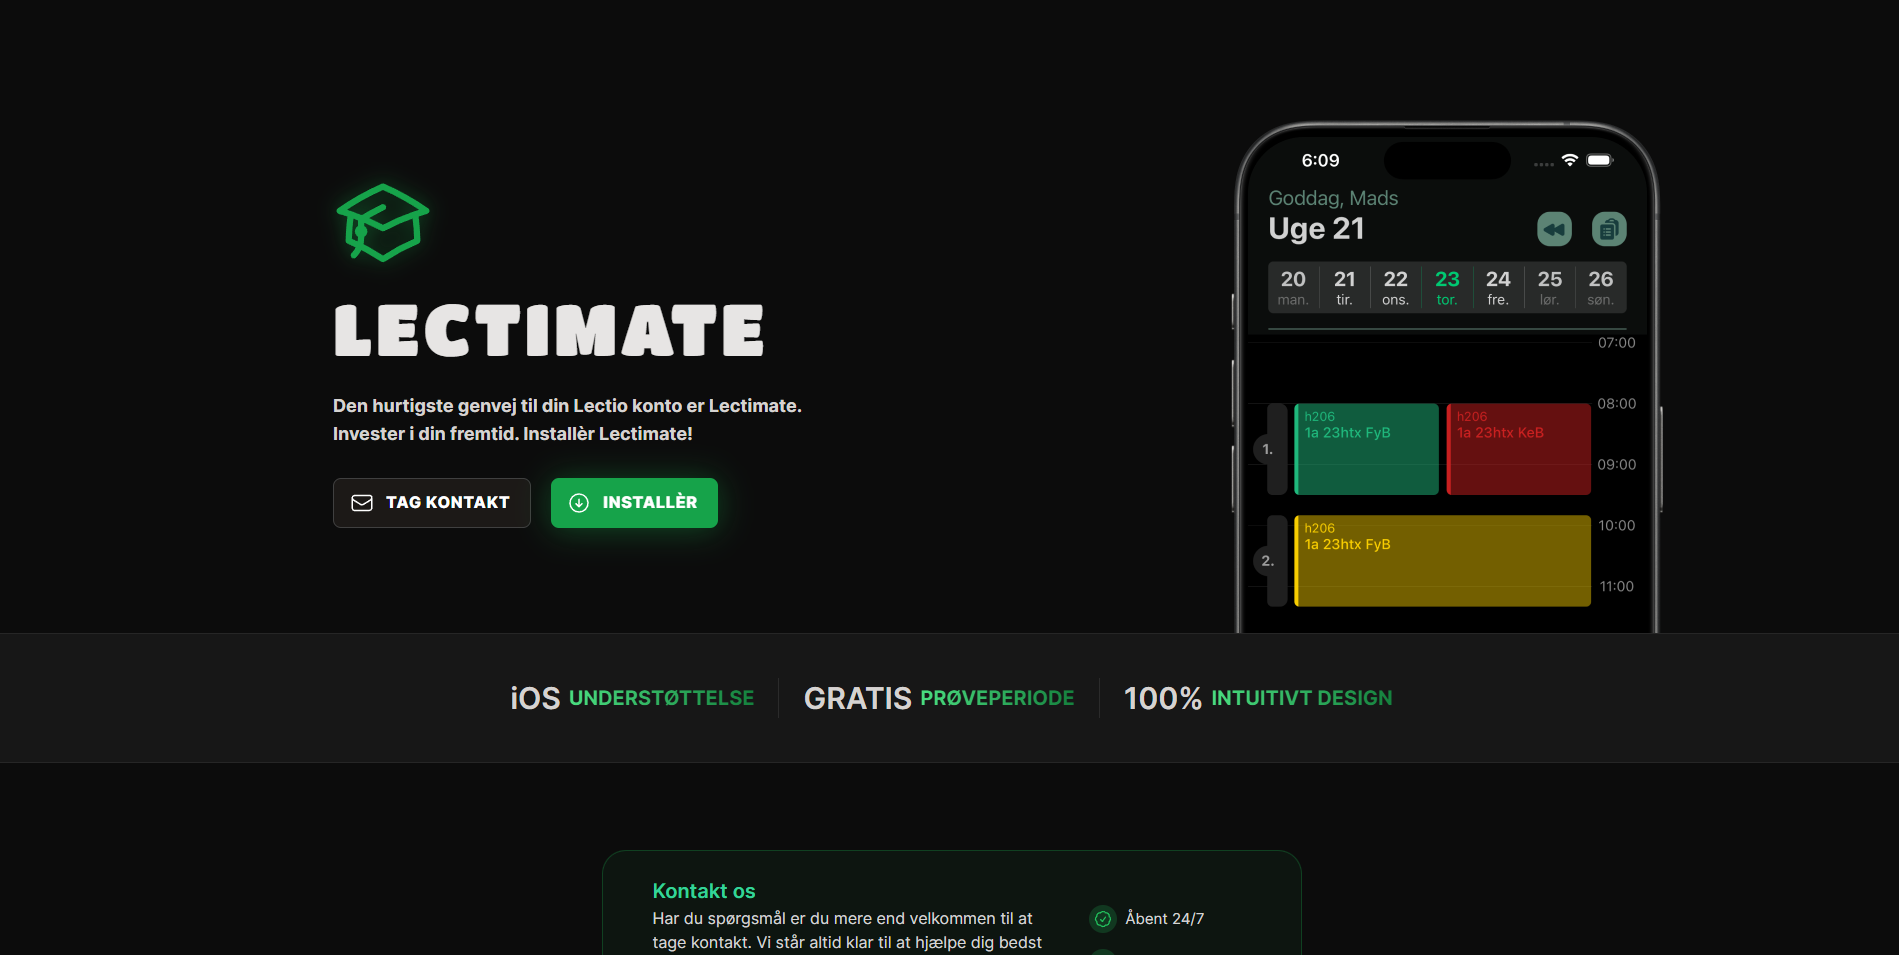 LECTIMATE
Den hurtigste genvej til din Lectio konto er Lectimate.
Invester i din fremtid. Installèr Lectimate!
TAG KONTAKT
INSTALLÈR
6:09
Goddag, Mads
Uge 21
20 21 22 23 24 25 26
man. tir. ons. tor. fre. lør. søn.
07:00
08:00
h206 h206
1a 23htx FyB 1a 23htx KeB
1.
09:00
h206
10:00
1a 23htx FyB
2.
11:00
iOS UNDERSTØTTELSE
GRATIS PRØVEPERIODE
100% INTUITIVT DESIGN
Kontakt os
Har du spørgsmål er du mere end velkommen til at
tage kontakt. Vi står altid klar til at hjælpe dig bedst
Åbent 24/7